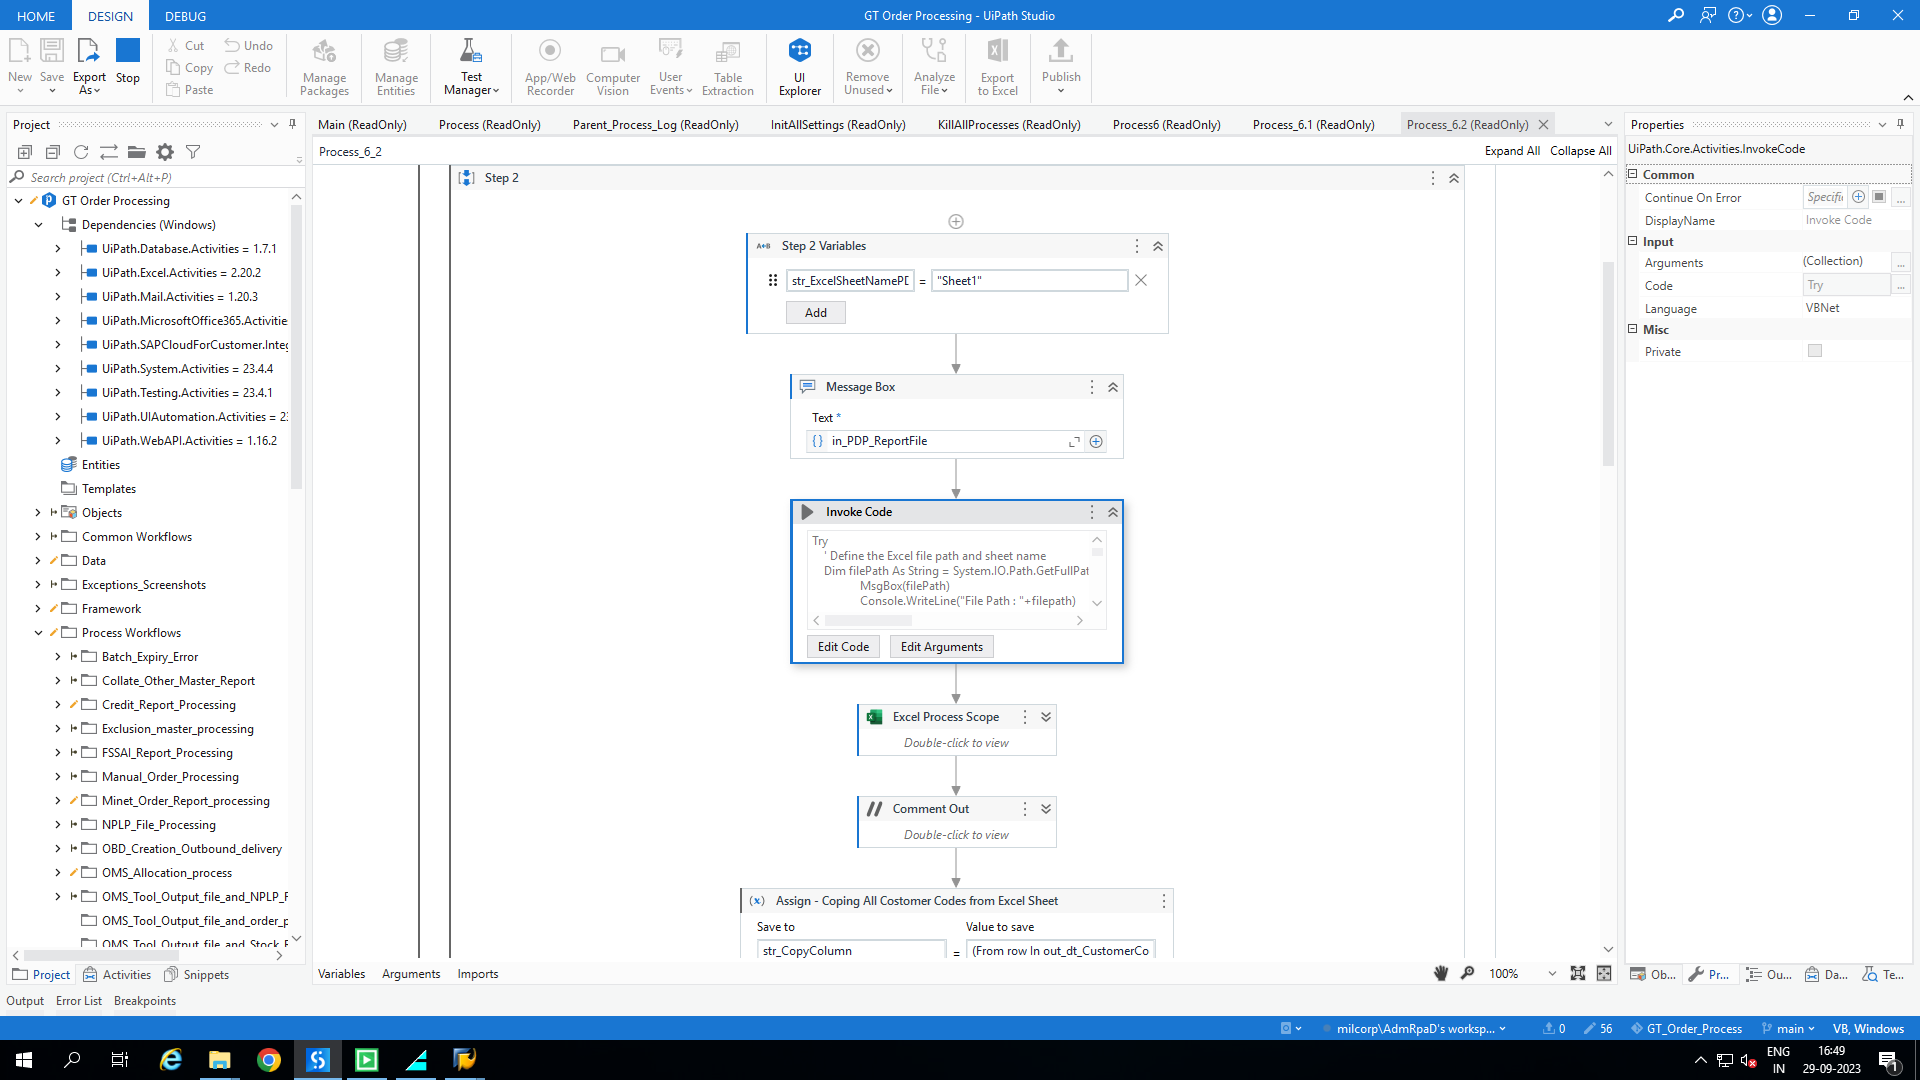 HOME DESIGN DEBUG
GT Order Processing - UiPath Studio
New Save Export As Stop
Cut Copy Paste Undo Redo
Manage Packages
Manage Entities
Test Manager
App/Web Recorder
Computer Vision
User Events
Table Extraction
UI Explorer
Remove Unused
Analyze File
Export to Excel
Publish
Project
Search project (Ctrl+Alt+P)
GT Order Processing
Dependencies (Windows)
UiPath.Database.Activities = 1.7.1
UiPath.Excel.Activities = 2.20.2
UiPath.Mail.Activities = 1.20.3
UiPath.MicrosoftOffice365.Activitie
UiPath.SAPCloudForCustomer.Integ
UiPath.System.Activities = 23.4.4
UiPath.Testing.Activities = 23.4.1
UiPath.UIAutomation.Activities = 23
UiPath.WebAPI.Activities = 1.16.2
Entities
Templates
Objects
Common Workflows
Data
Exceptions_Screenshots
Framework
Process Workflows
Batch_Expiry_Error
Collate_Other_Master_Report
Credit_Report_Processing
Exclusion_master_processing
FSSAI_Report_Processing
Manual_Order_Processing
Minet_Order_Report_processing
NPLP_File_Processing
OBD_Creation_Outbound_delivery
OMS_Allocation_process
OMS_Tool_Output_file_and_NPLP_F
OMS_Tool_Output_file_and_order_p
OMS_Tool_Output_file_and_Stock_F
Project Activities Snippets
Output Error List Breakpoints
Main (ReadOnly) Process (ReadOnly) Parent_Process_Log (ReadOnly) InitAllSettings (ReadOnly) KillAllProcesses (ReadOnly) Process6 (ReadOnly) Process_6.1 (ReadOnly) Process_6.2 (ReadOnly)
Process_6_2 Expand All Collapse All
Step 2
Step 2 Variables
str_ExcelSheetNamePD = "Sheet1"
Add
Message Box
Text *
{} in_PDP_ReportFile
Invoke Code
Try
' Define the Excel file path and sheet name
Dim filePath As String = System.IO.Path.GetFullPat
MsgBox(filePath)
Console.WriteLine("File Path : "+filepath)
Edit Code Edit Arguments
Excel Process Scope
Double-click to view
Comment Out
Double-click to view
(x) Assign - Coping All Costomer Codes from Excel Sheet
Save to Value to save
str_CopyColumn = (From row In out_dt_CustomerCo
Variables Arguments Imports 100%
Properties
UiPath.Core.Activities.InvokeCode
Common
Continue On Error Specifi ...
DisplayName Invoke Code
Input
Arguments (Collection) ...
Code Try ...
Language VBNet
Misc
Private
Ob... Pr... Ou... Da... Te...
milcorp\AdmRpaD's worksp... 0 56 GT_Order_Process main VB, Windows
ENG IN 16:49 29-09-2023 1